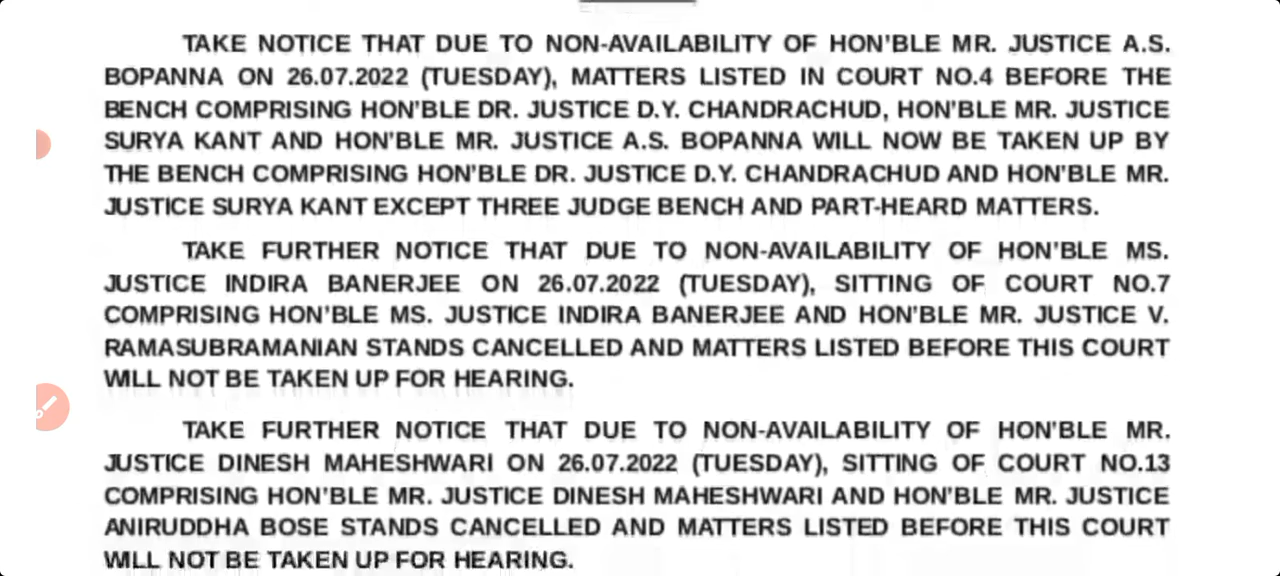 TAKE NOTICE THAT DUE TO NON-AVAILABILITY OF HON'BLE MR. JUSTICE A.S.
BOPANNA ON 26.07.2022 (TUESDAY), MATTERS LISTED IN COURT NO.4 BEFORE THE
BENCH COMPRISING HON'BLE DR. JUSTICE D.Y. CHANDRACHUD, HON'BLE MR. JUSTICE
SURYA KANT AND HON'BLE MR. JUSTICE A.S. BOPANNA WILL NOW BE TAKEN UP BY
THE BENCH COMPRISING HON'BLE DR. JUSTICE D.Y. CHANDRACHUD AND HON'BLE MR.
JUSTICE SURYA KANT EXCEPT THREE JUDGE BENCH AND PART-HEARD MATTERS.
TAKE FURTHER NOTICE THAT DUE TO NON-AVAILABILITY OF HON'BLE MS.
JUSTICE INDIRA BANERJEE ON 26.07.2022 (TUESDAY), SITTING OF COURT NO.7
COMPRISING HON'BLE MS. JUSTICE INDIRA BANERJEE AND HON'BLE MR. JUSTICE V.
RAMASUBRAMANIAN STANDS CANCELLED AND MATTERS LISTED BEFORE THIS COURT
WILL NOT BE TAKEN UP FOR HEARING.
TAKE FURTHER NOTICE THAT DUE TO NON-AVAILABILITY OF HON'BLE MR.
JUSTICE DINESH MAHESHWARI ON 26.07.2022 (TUESDAY), SITTING OF COURT NO.13
COMPRISING HON'BLE MR. JUSTICE DINESH MAHESHWARI AND HON'BLE MR. JUSTICE
ANIRUDDHA BOSE STANDS CANCELLED AND MATTERS LISTED BEFORE THIS COURT
WILL NOT BE TAKEN UP FOR HEARING.